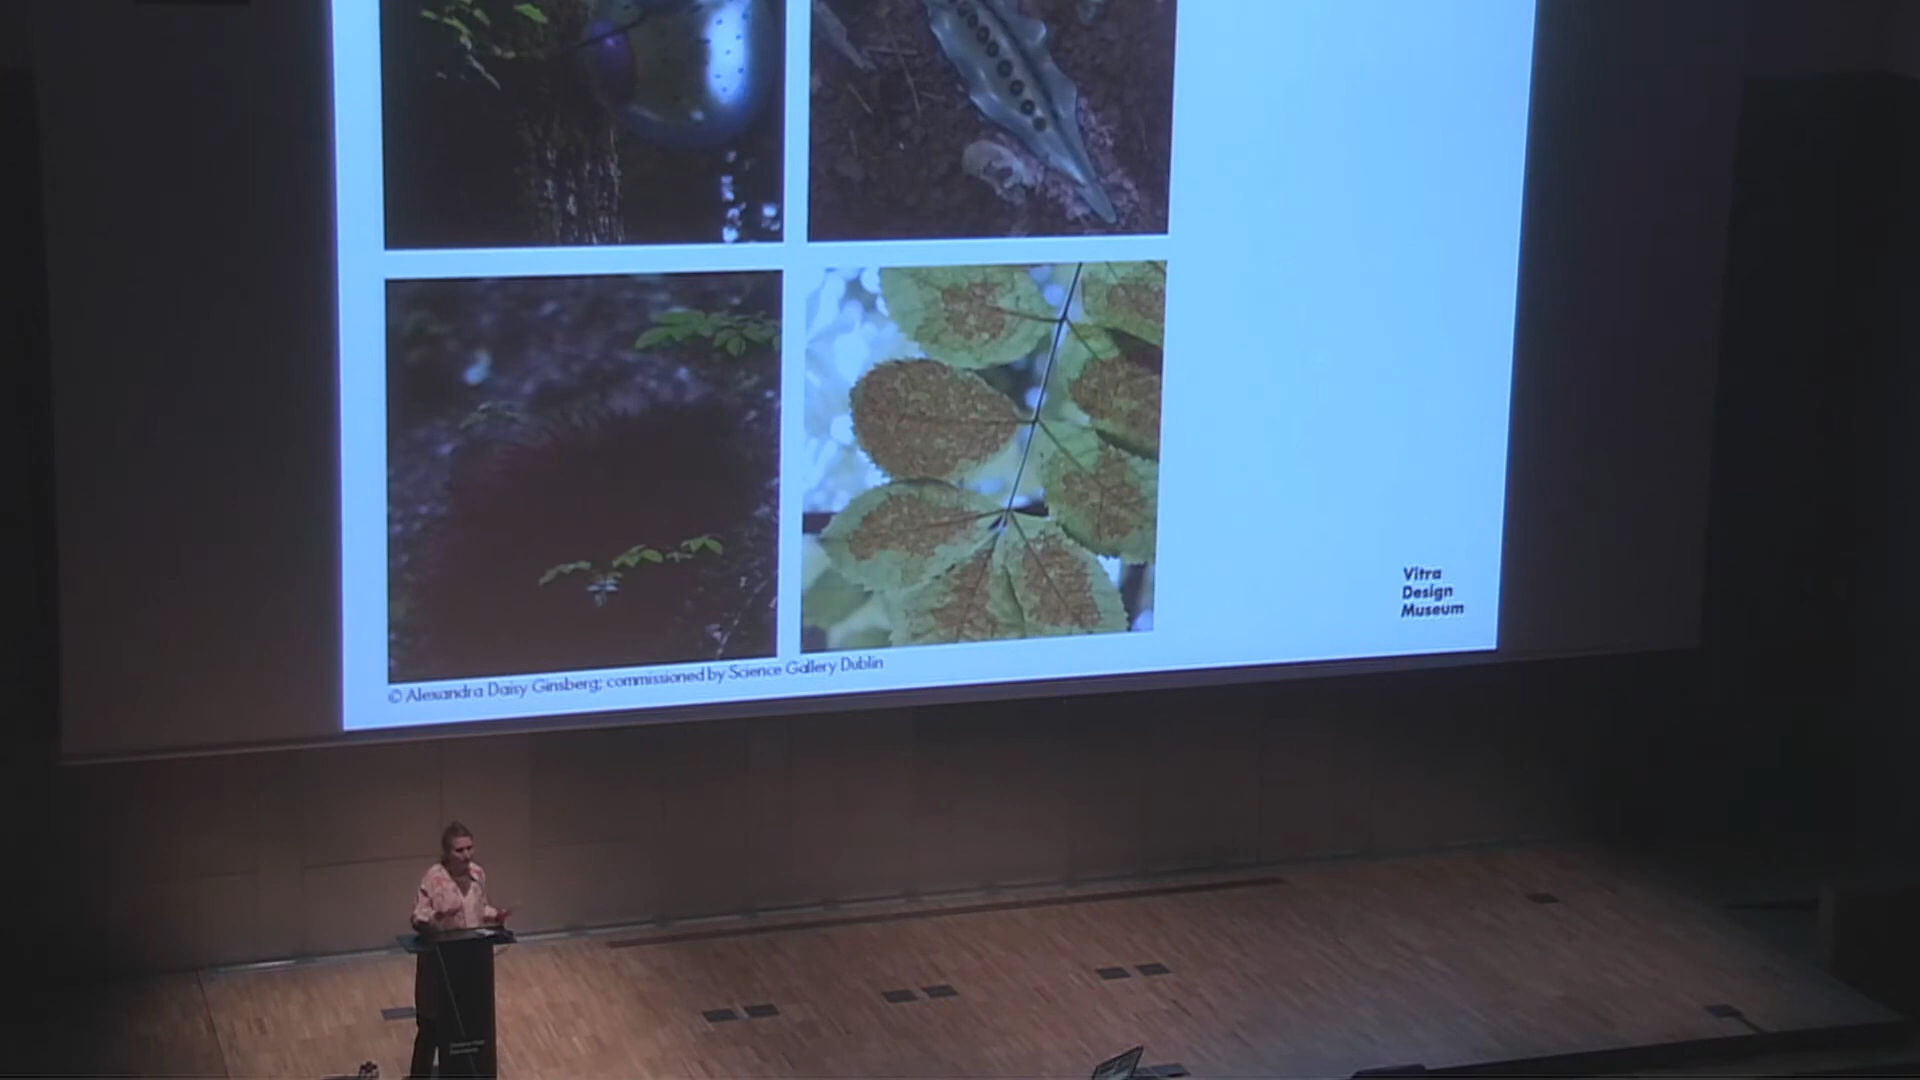 Vitra
Design
Museum
© Alexandra Daisy Ginsberg; commissioned by Science Gallery Dublin